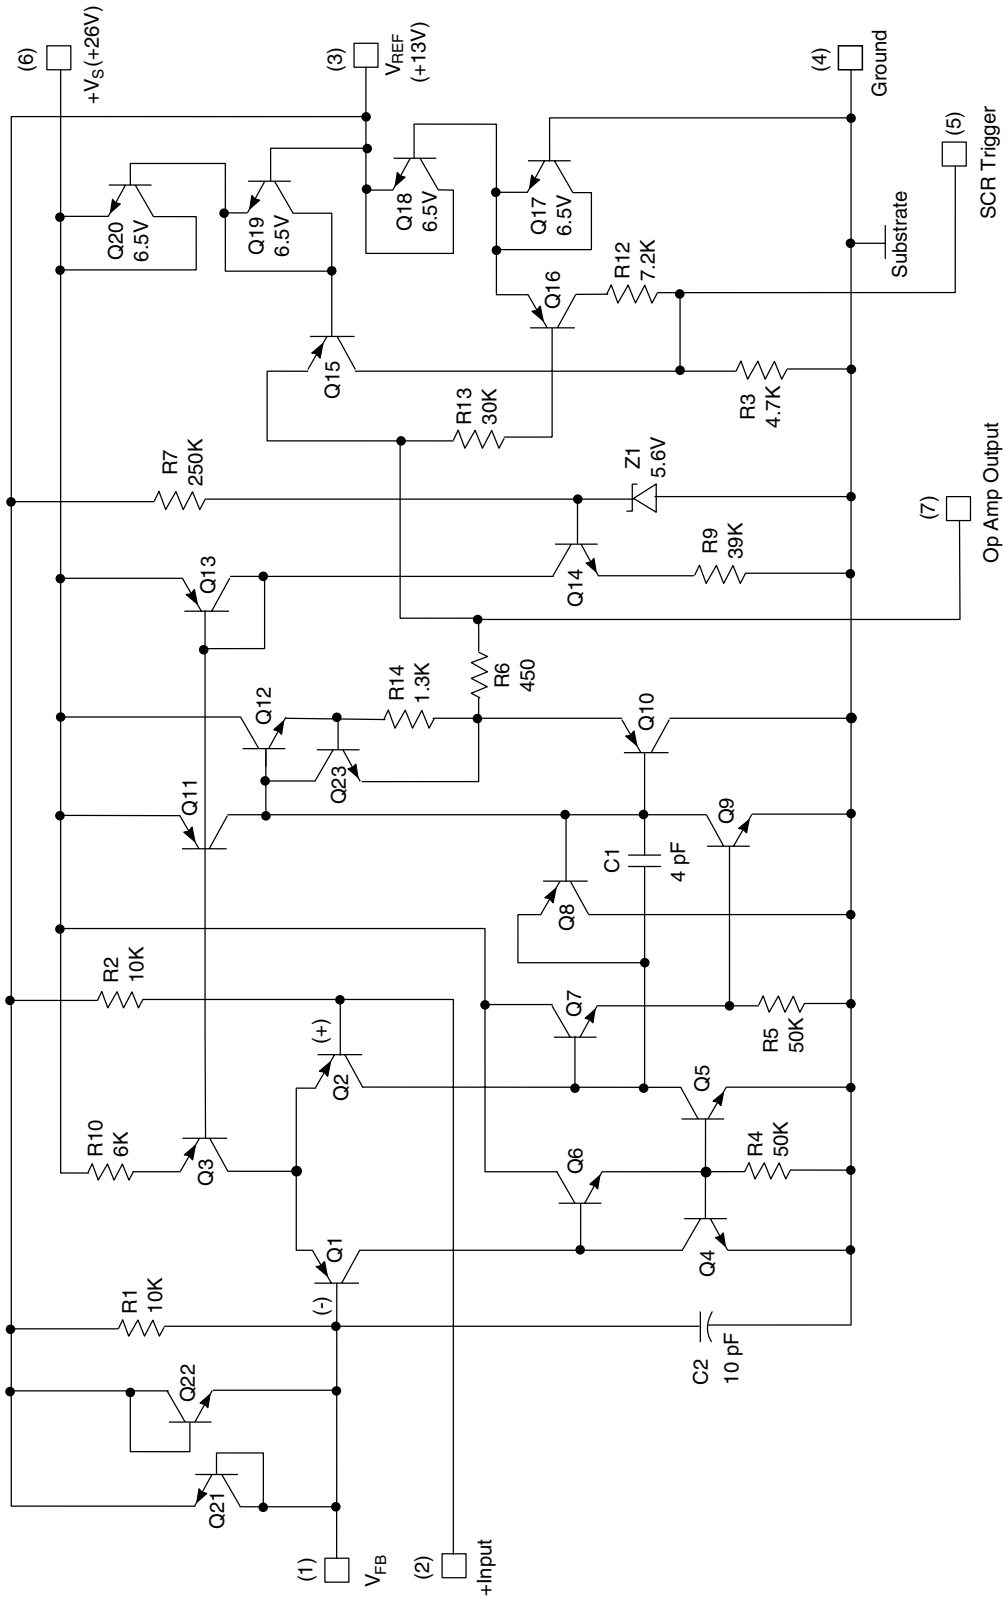 (6)
+VS(+26V)
(3)
VREF
(+13V)
(4)
Ground
(5)
SCR Trigger
Substrate
(7)
Op Amp Output
Q20
6.5V
Q19
6.5V
Q18
6.5V
Q17
6.5V
Q16
R12
7.2K
Q15
R13
30K
R3
4.7K
R7
250K
Z1
5.6V
Q13
Q14
R9
39K
Q12
R14
1.3K
R6
450
Q23
Q10
Q11
Q9
C1
4 pF
Q8
R2
10K
(+)
Q2
Q7
R5
50K
Q5
R10
6K
Q3
Q6
R4
50K
Q1
(-)
Q4
R1
10K
C2
10 pF
Q22
Q21
(1)
VFB
(2)
+Input